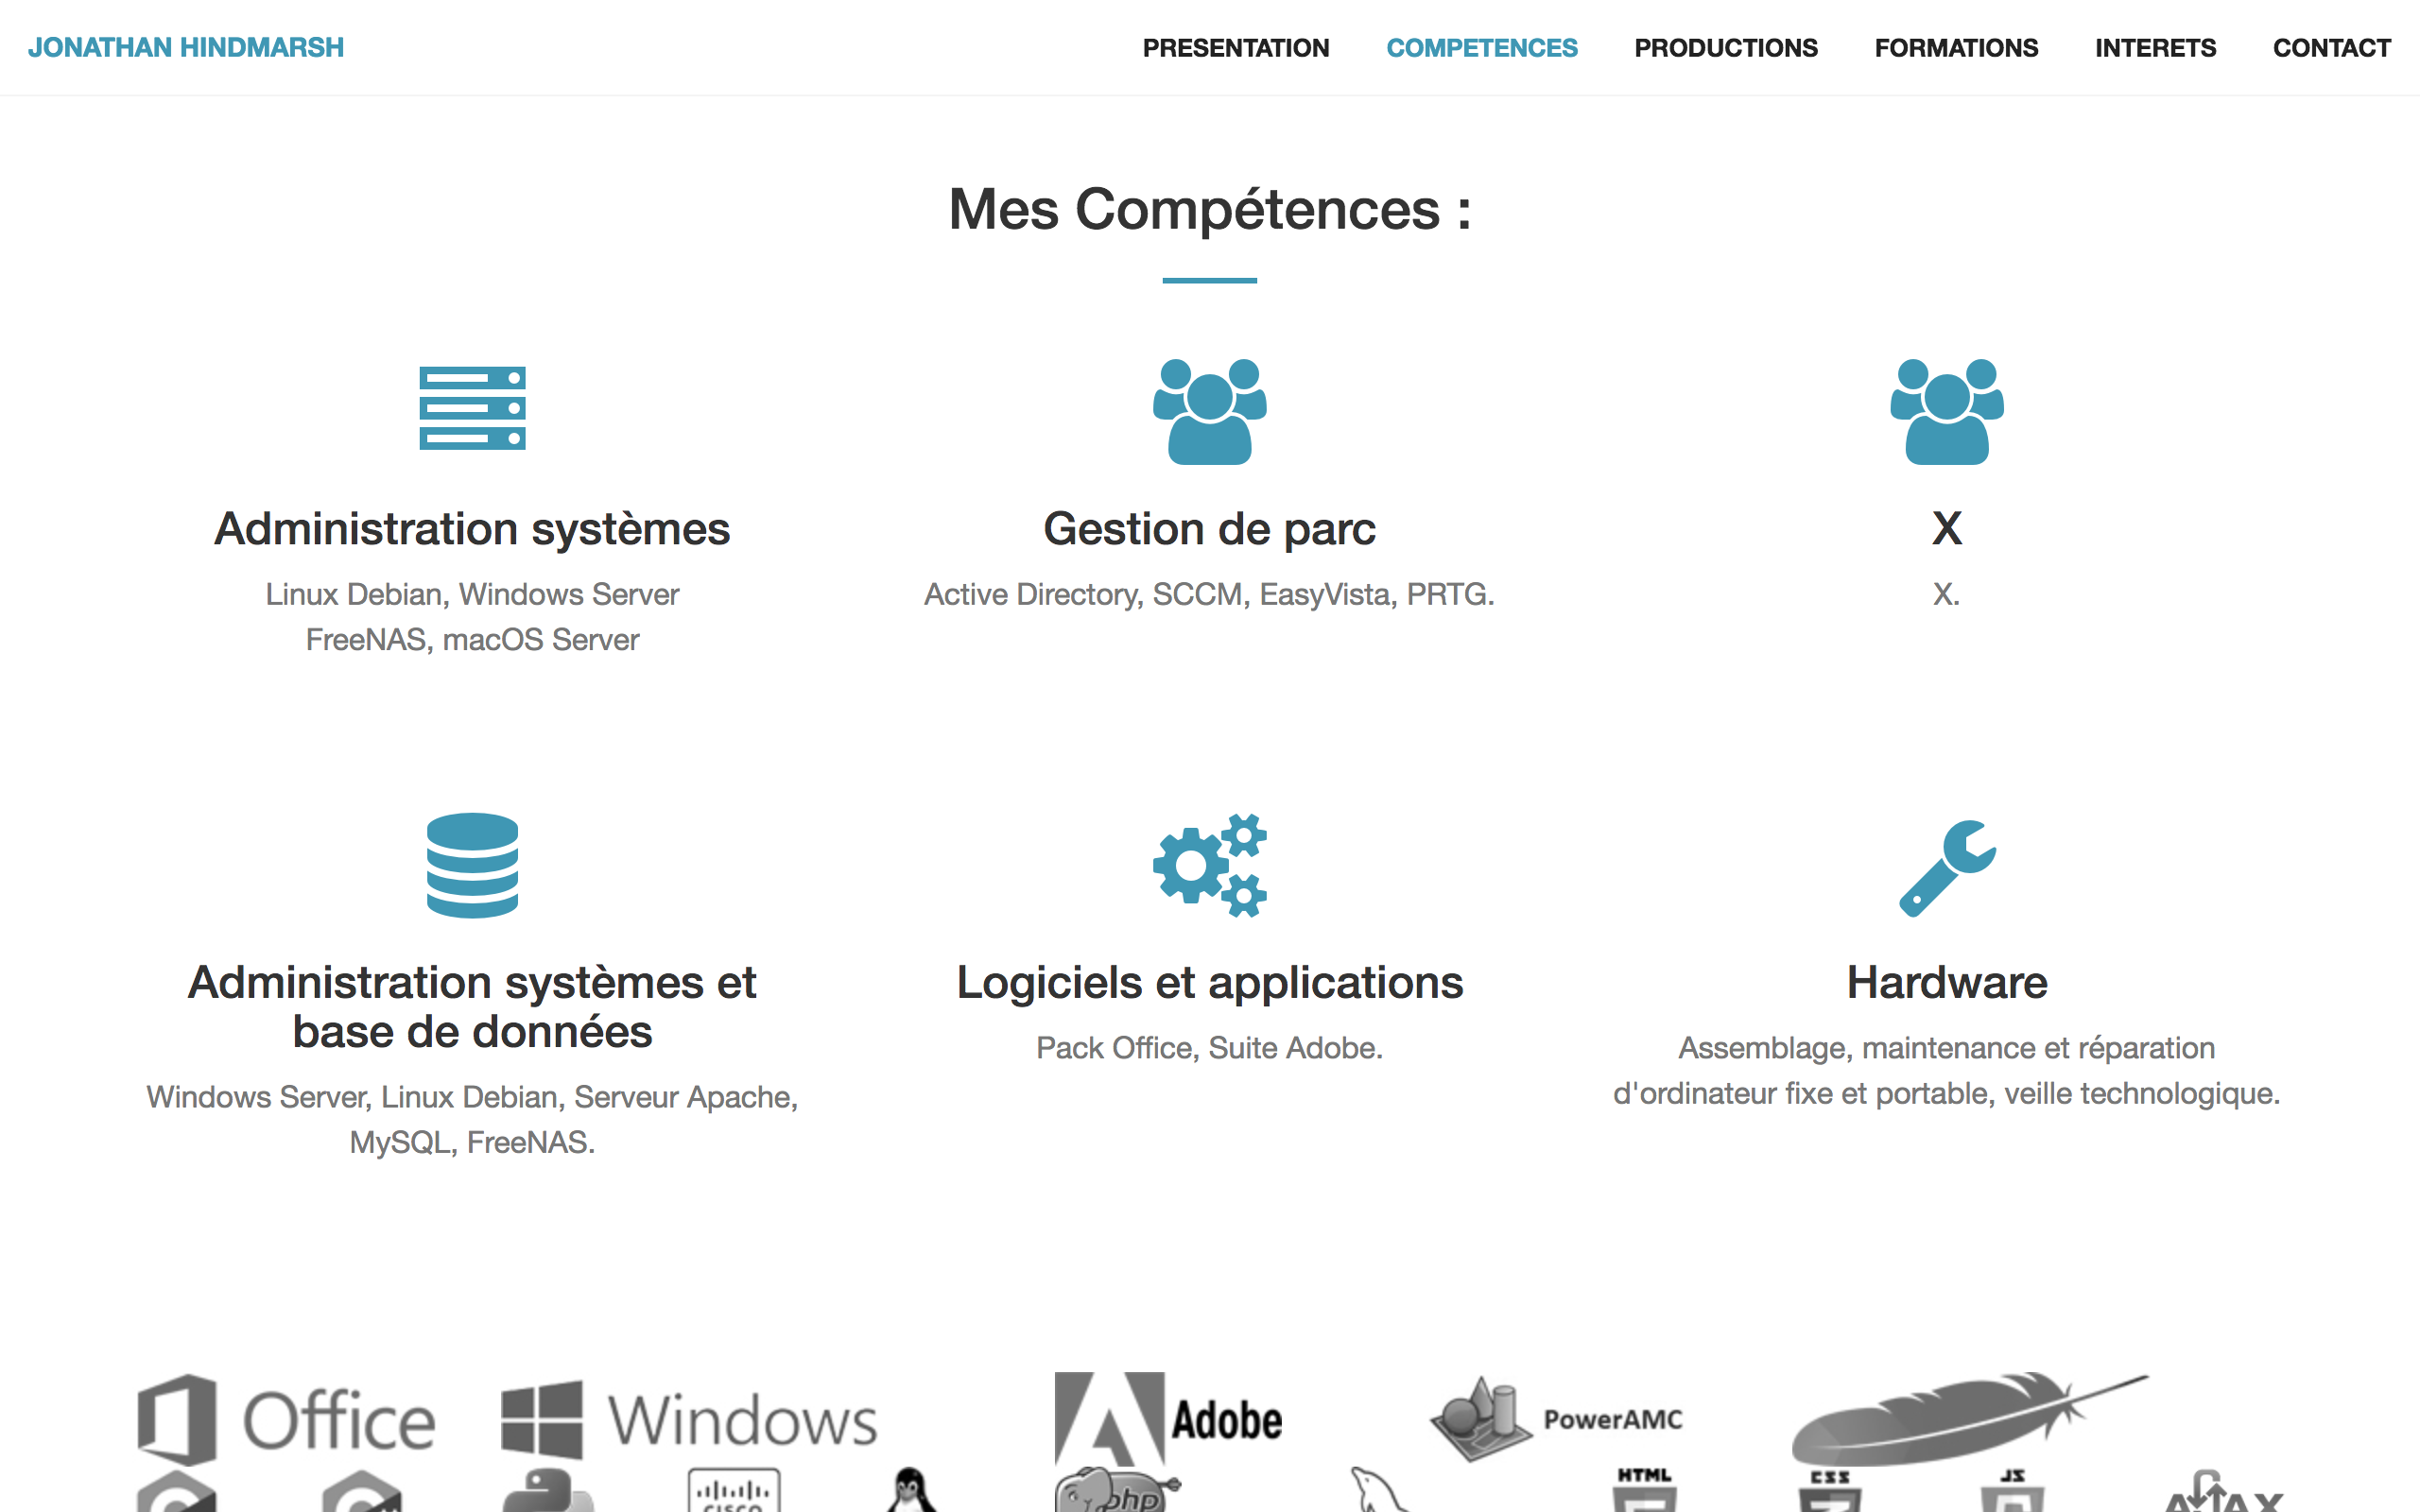 JONATHAN HINDMARSH
PRESENTATION COMPETENCES PRODUCTIONS FORMATIONS INTERETS CONTACT
Mes Compétences :
Administration systèmes
Linux Debian, Windows Server
FreeNAS, macOS Server
Gestion de parc
Active Directory, SCCM, EasyVista, PRTG.
X
X.
Administration systèmes et
base de données
Windows Server, Linux Debian, Serveur Apache,
MySQL, FreeNAS.
Logiciels et applications
Pack Office, Suite Adobe.
Hardware
Assemblage, maintenance et réparation
d'ordinateur fixe et portable, veille technologique.
Office Windows Adobe PowerAMC
CISCO php HTML CSS JS AJAX